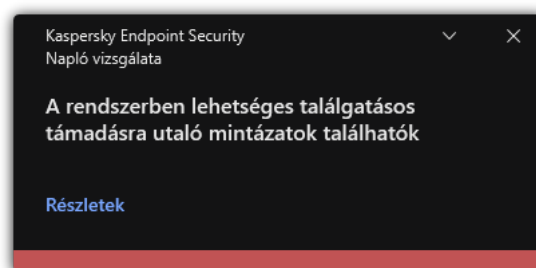 Kaspersky Endpoint Security
Napló vizsgálata
A rendszerben lehetséges találgatásos
támadásra utaló mintázatok találhatók
Részletek